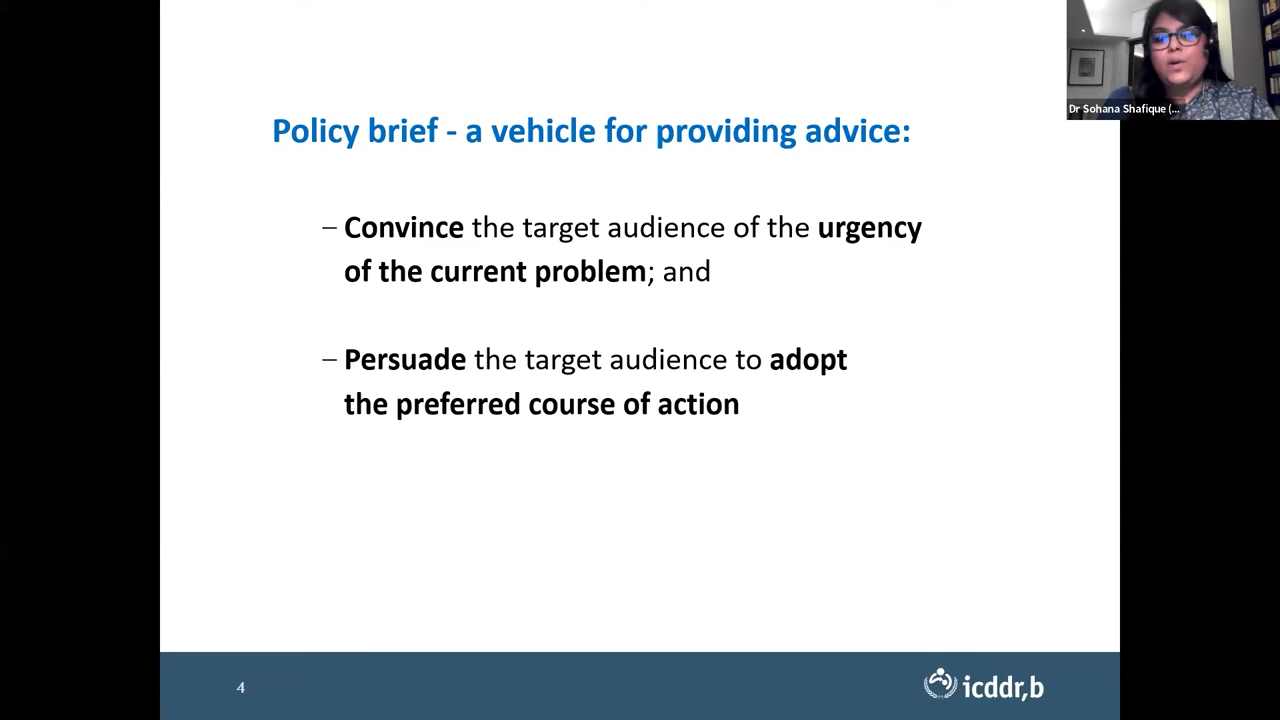 Dr Sohana Shafique (...
Policy brief - a vehicle for providing advice:
– Convince the target audience of the urgency
of the current problem; and
– Persuade the target audience to adopt
the preferred course of action
4
icddr,b